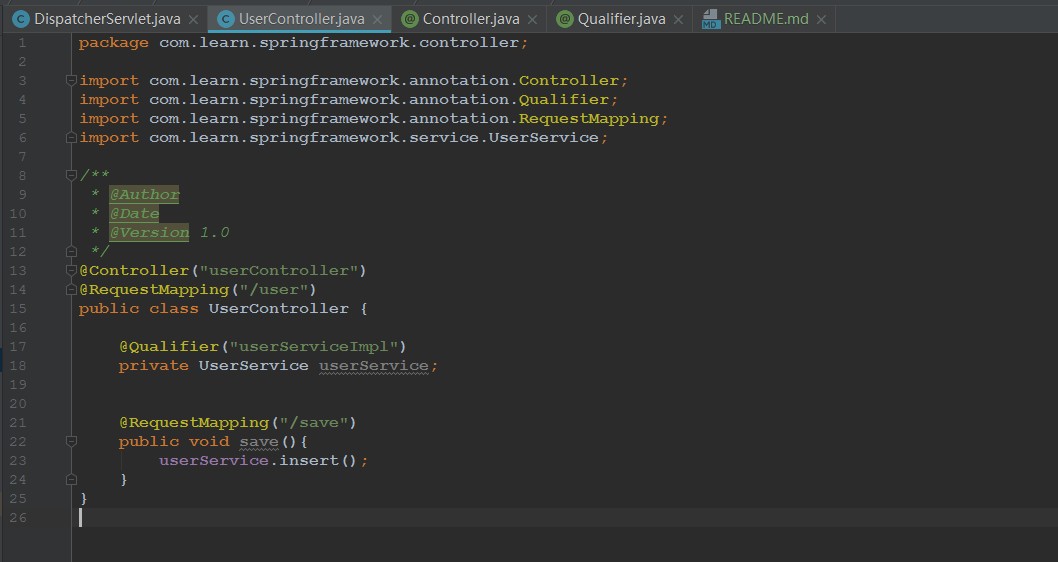 DispatcherServlet.java UserController.java Controller.java Qualifier.java README.md
1 package com.learn.springframework.controller;
2
3 import com.learn.springframework.annotation.Controller;
4 import com.learn.springframework.annotation.Qualifier;
5 import com.learn.springframework.annotation.RequestMapping;
6 import com.learn.springframework.service.UserService;
7
8 /**
9 * @Author
10 * @Date
11 * @Version 1.0
12 */
13 @Controller("userController")
14 @RequestMapping("/user")
15 public class UserController {
16
17 @Qualifier("userServiceImpl")
18 private UserService userService;
19
20
21 @RequestMapping("/save")
22 public void save(){
23 userService.insert();
24 }
25 }
26